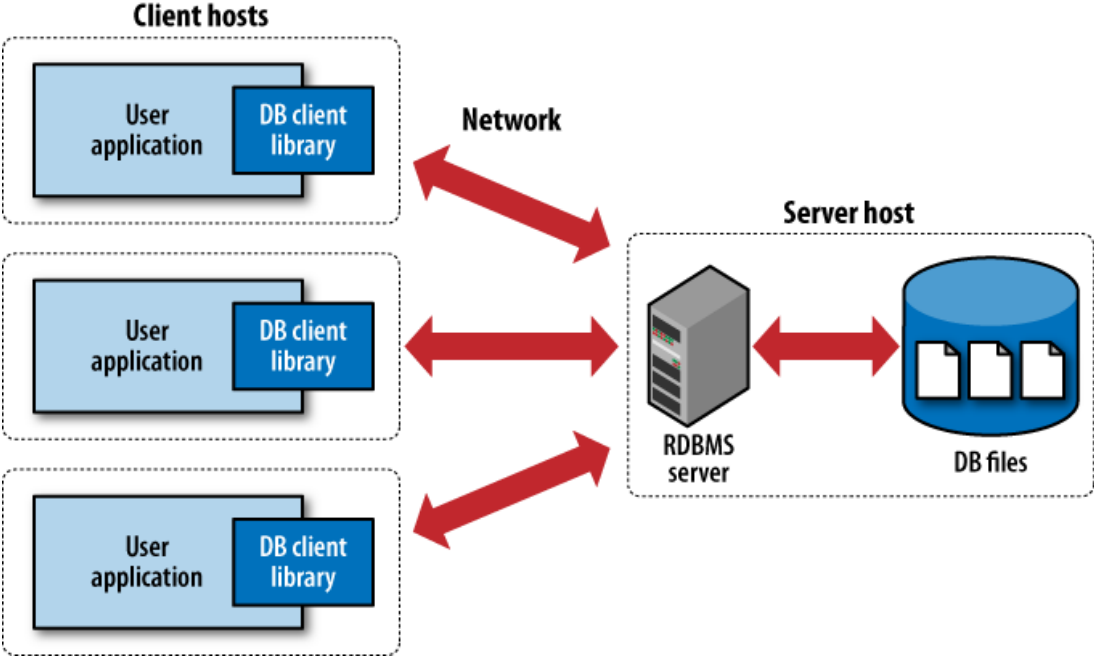 Client hosts
User
application
DB client
library
Network
User
application
DB client
library
User
application
DB client
library
Server host
RDBMS
server
DB files